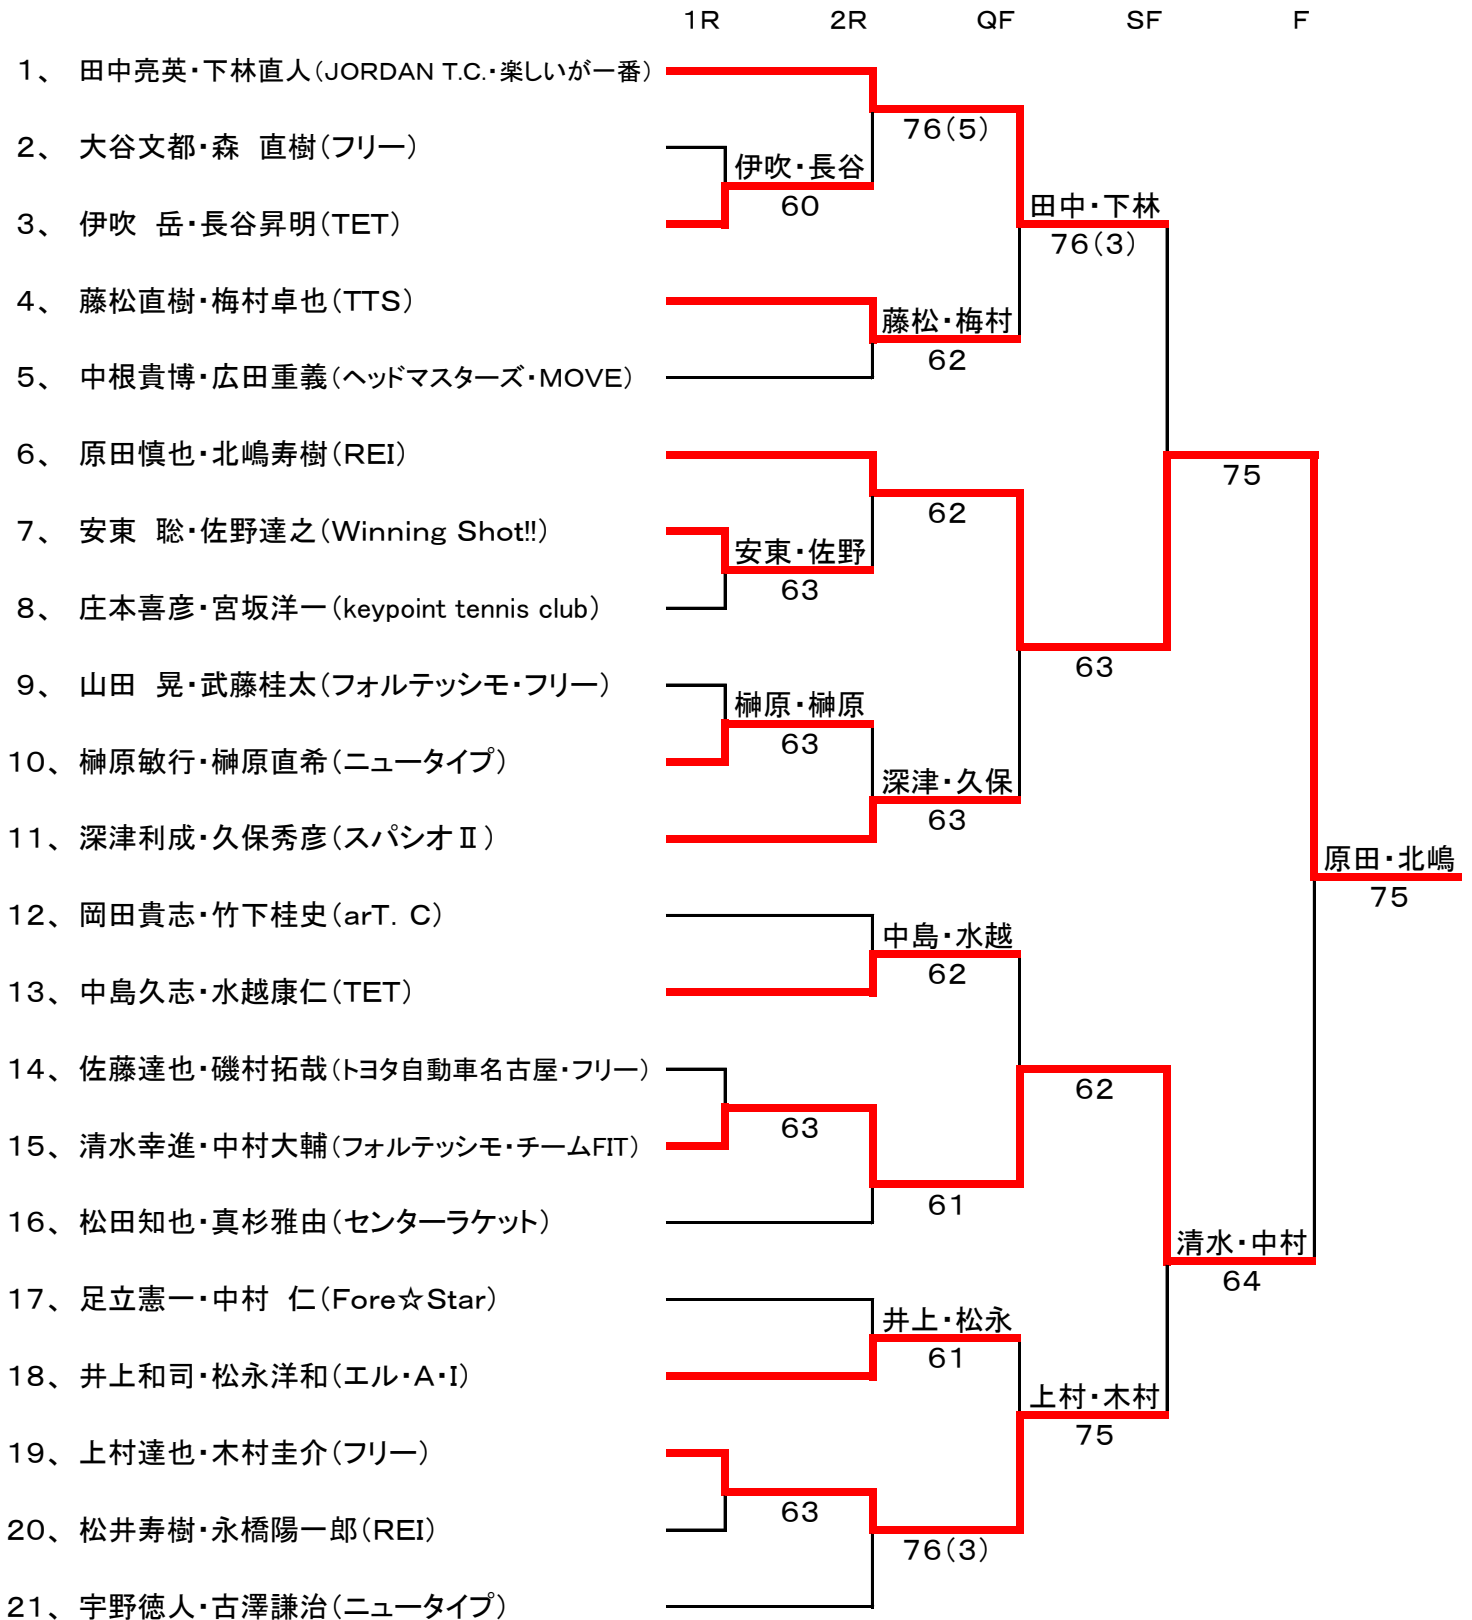 1R 2R QF SF F
1、 田中亮英・下林直人（JORDAN T.C.・楽しいが一番）
76(5)
2、 大谷文都・森 直樹（フリー）
伊吹・長谷
60
田中・下林
3、 伊吹 岳・長谷昇明（TET）
76(3)
4、 藤松直樹・梅村卓也（TTS）
藤松・梅村
62
5、 中根貴博・広田重義（ヘッドマスターズ・MOVE）
6、 原田慎也・北嶋寿樹（REI）
75
62
7、 安東 聡・佐野達之（Winning Shot!!）
安東・佐野
63
8、 庄本喜彦・宮坂洋一（keypoint tennis club）
63
9、 山田 晃・武藤桂太（フォルテッシモ・フリー）
榊原・榊原
63
10、 榊原敏行・榊原直希（ニュータイプ）
深津・久保
63
11、 深津利成・久保秀彦（スパシオⅡ）
原田・北嶋
75
12、 岡田貴志・竹下桂史（arT. C）
中島・水越
62
13、 中島久志・水越康仁（TET）
14、 佐藤達也・磯村拓哉（トヨタ自動車名古屋・フリー）
62
63
15、 清水幸進・中村大輔（フォルテッシモ・チームFIT）
61
16、 松田知也・真杉雅由（センターラケット）
清水・中村
64
17、 足立憲一・中村 仁（Fore☆Star）
井上・松永
61
18、 井上和司・松永洋和（エル・A・I）
上村・木村
75
19、 上村達也・木村圭介（フリー）
63
20、 松井寿樹・永橋陽一郎（REI）
76(3)
21、 宇野徳人・古澤謙治（ニュータイプ）